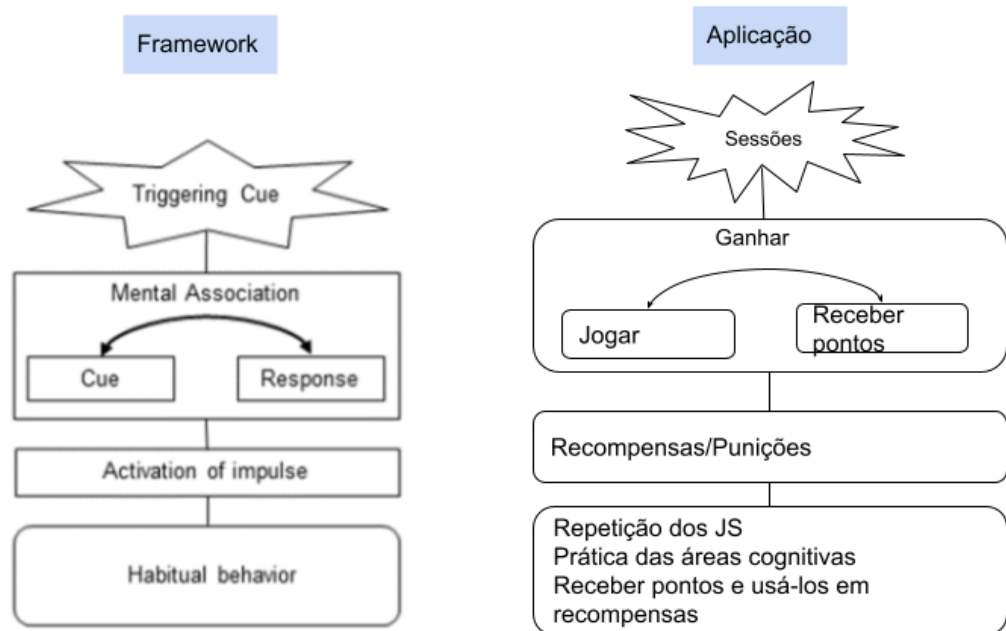 Framework
Triggering Cue
Mental Association
Cue
Response
Activation of impulse
Habitual behavior
Aplicação
Sessões
Ganhar
Jogar
Receber
pontos
Recompensas/Punições
Repetição dos JS
Prática das áreas cognitivas
Receber pontos e usá-los em
recompensas